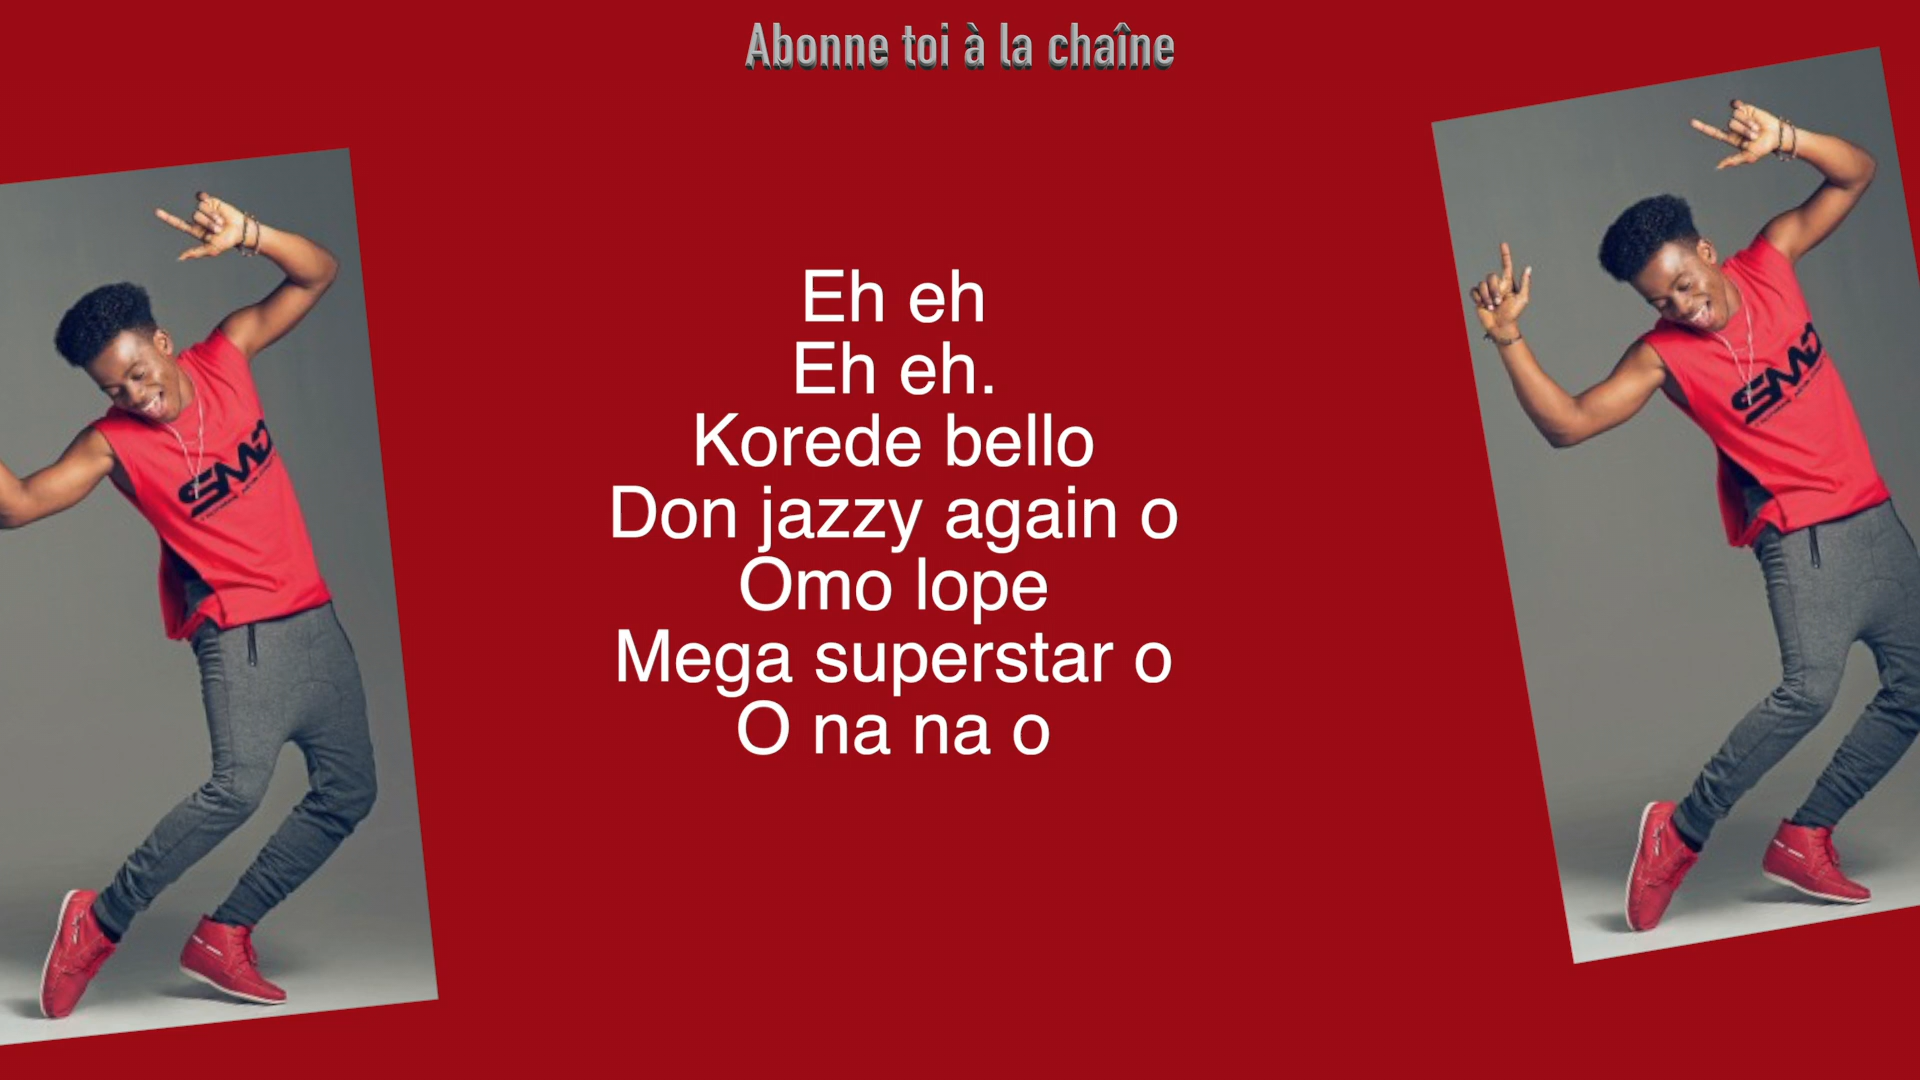 Abonne toi à la chaîne
Eh eh
Eh eh.
Korede bello
Don jazzy again o
Omo lope
Mega superstar o
O na na o